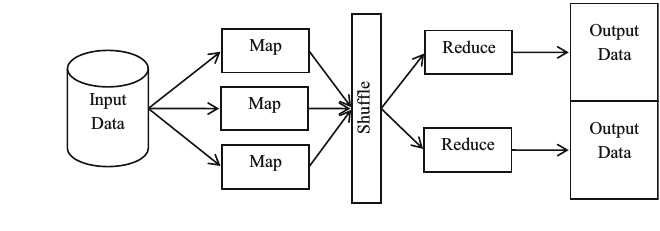 Input
Data
Map
Map
Map
Shuffle
Reduce
Reduce
Output
Data
Output
Data